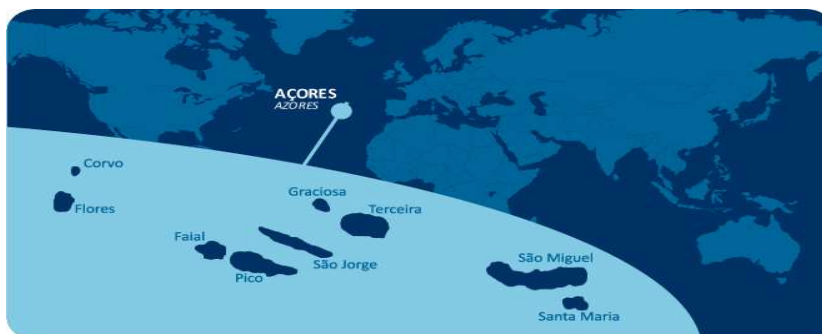 AÇORES
AZORES
Corvo
Flores
Graciosa
Terceira
Faial
Pico
São Jorge
São Miguel
Santa Maria